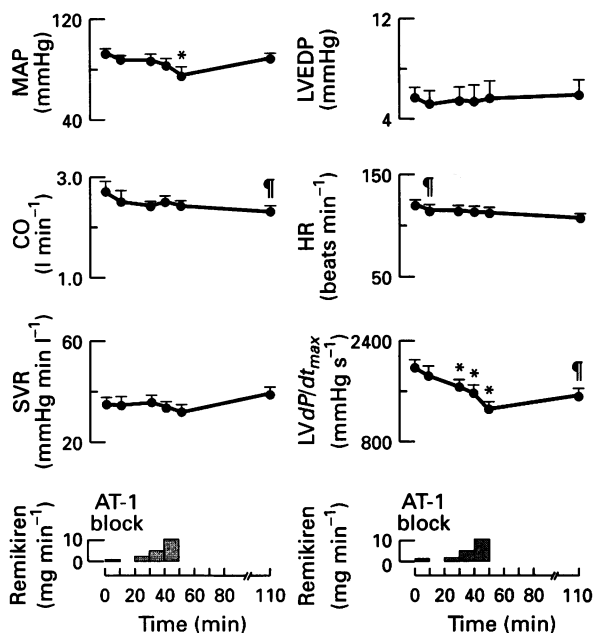 MAP
(mmHg)
120
40
*
LVEDP
(mmHg)
12
4
CO
(l min⁻¹)
3.0
1.0
¶
HR
(beats min⁻¹)
150
50
¶
SVR
(mmHg min l⁻¹)
60
20
LVdP/dtmax
(mmHg s⁻¹)
2400
800
*
*
*
¶
Remikiren
(mg min⁻¹)
10
0
AT-1
block
0 20 40 60 80 110
Time (min)
Remikiren
(mg min⁻¹)
10
0
AT-1
block
0 20 40 60 80 110
Time (min)